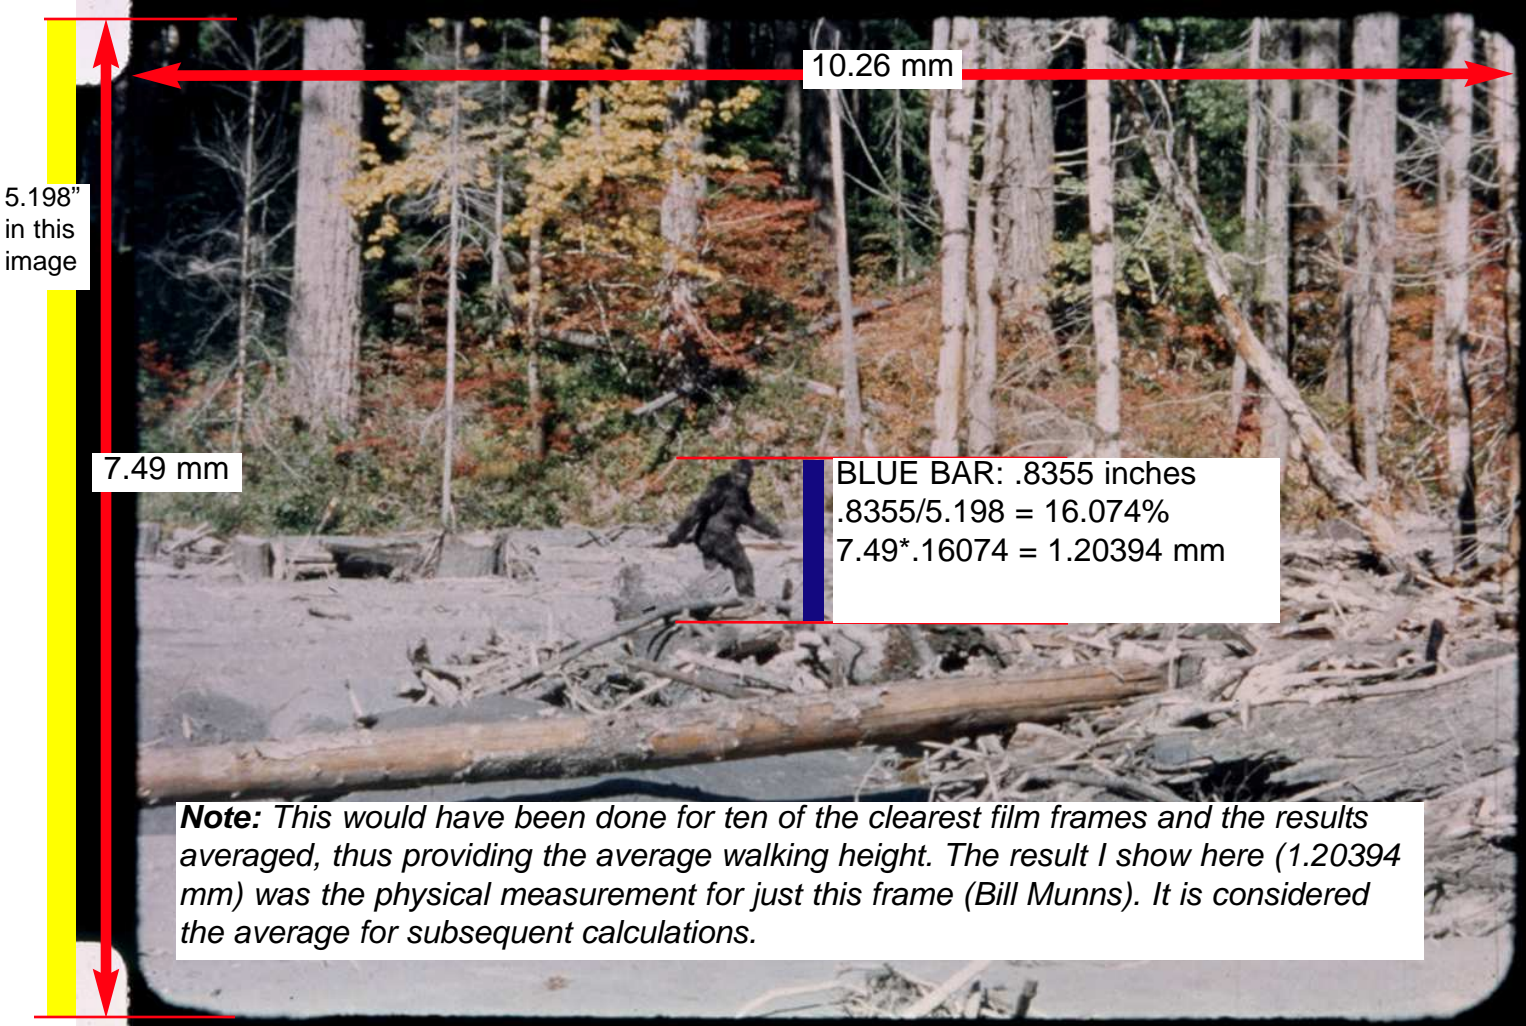 10.26 mm
5.198”
in this
image
7.49 mm
BLUE BAR: .8355 inches
.8355/5.198 = 16.074%
7.49*.16074 = 1.20394 mm
Note: This would have been done for ten of the clearest film frames and the results
averaged, thus providing the average walking height. The result I show here (1.20394
mm) was the physical measurement for just this frame (Bill Munns). It is considered
the average for subsequent calculations.